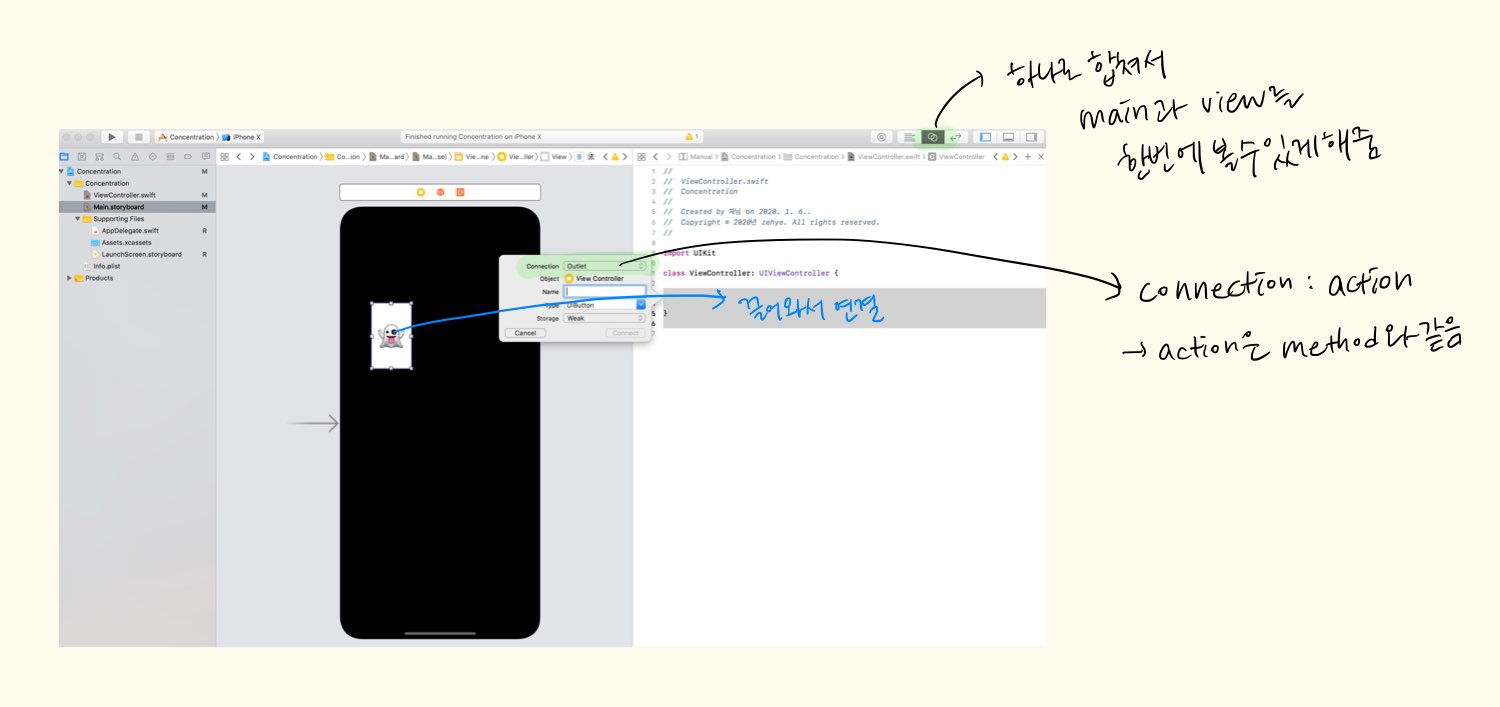 하나로 합쳐서
main과 view를
한번에 볼수있게해줌
Concentration
iPhone X
Finished running Concentration on iPhone X
1
Concentration
Co...ion
Ma...ard
Ma...se)
Vie...ne
Vie...ller
View
B
Manual
Concentration
Concentration
ViewController.swift
ViewController
Concentration M
Concentration
ViewController.swift M
Main.storyboard M
Supporting Files
AppDelegate.swift R
Assets.xcassets
LaunchScreen.storyboard R
Info.plist
Products
1 //
2 // ViewController.swift
3 // Concentration
4 //
5 // Created by 제님 on 2020. 1. 6..
6 // Copyright © 2020년 zehye. All rights reserved.
7 //
8
import UIKit
class ViewController: UIViewController {
}
Connection Outlet
Object View Controller
Name
Type UIButton
Storage Weak
Cancel Connect
끌어와서 연결
connection : action
→ action은 method와 같음